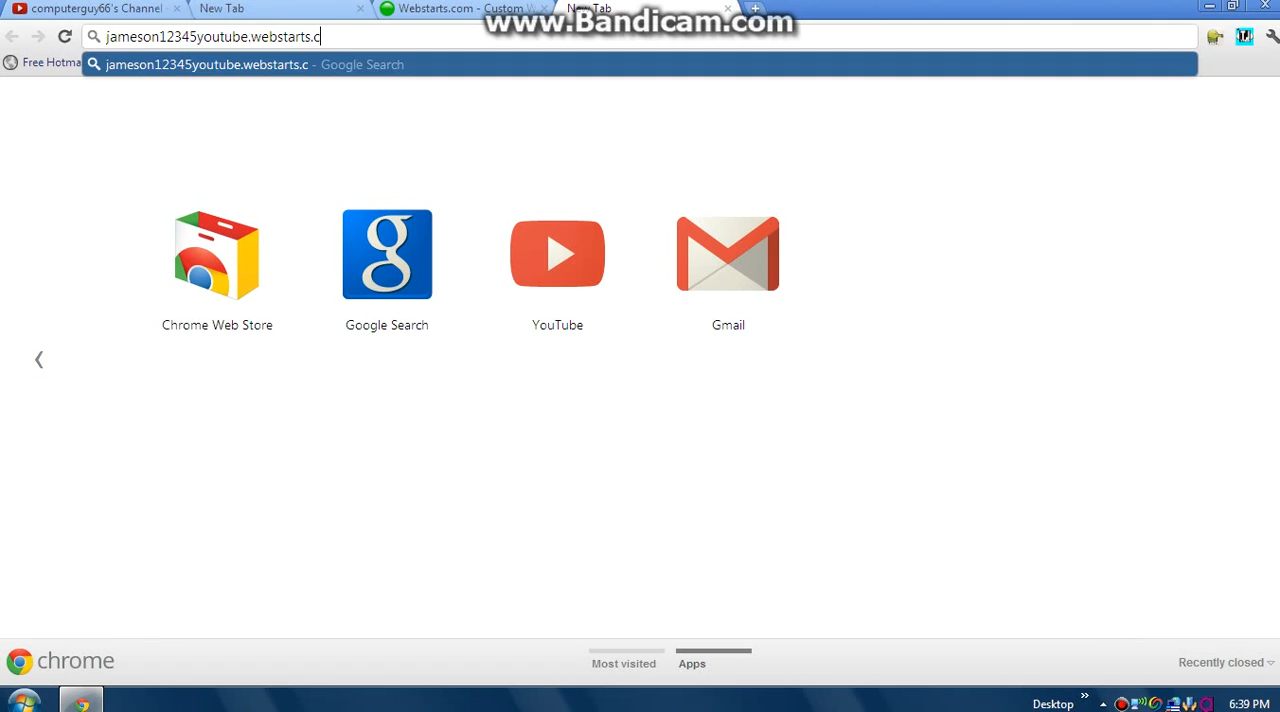 computerguy66's Channel
New Tab
Webstarts.com - Custom W
New Tab
www.Bandicam.com
jameson12345youtube.webstarts.c
Free Hotma
jameson12345youtube.webstarts.c - Google Search
Chrome Web Store
Google Search
YouTube
Gmail
chrome
Most visited
Apps
Recently closed
Desktop
6:39 PM